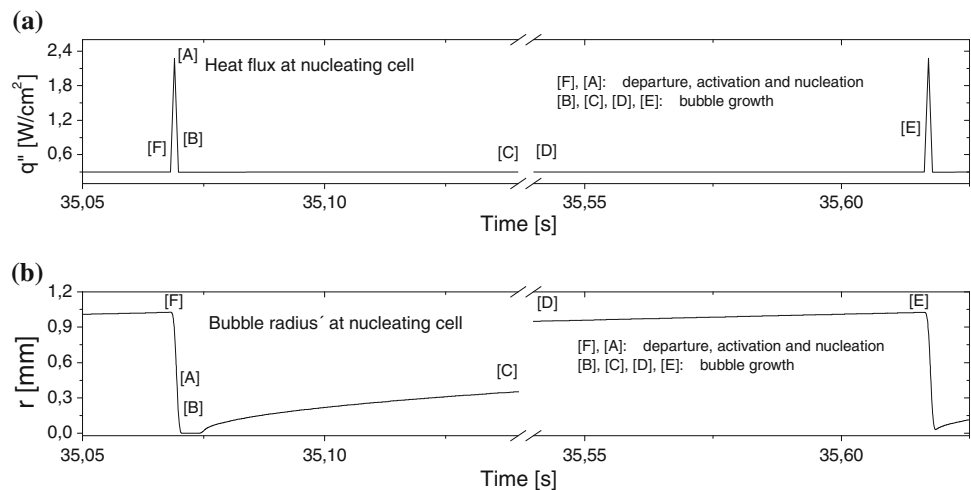 (a)
2,4
1,8
1,2
0,6
q" [W/cm²]
[A]
Heat flux at nucleating cell
[F], [A]: departure, activation and nucleation
[B], [C], [D], [E]: bubble growth
[F]
[B]
[C]
[D]
[E]
35,05
35,10
35,55
35,60
Time [s]
(b)
1,2
0,9
0,6
0,3
0,0
r [mm]
[F]
Bubble radius´ at nucleating cell
[D]
[E]
[F], [A]: departure, activation and nucleation
[B], [C], [D], [E]: bubble growth
[A]
[B]
[C]
35,05
35,10
35,55
35,60
Time [s]